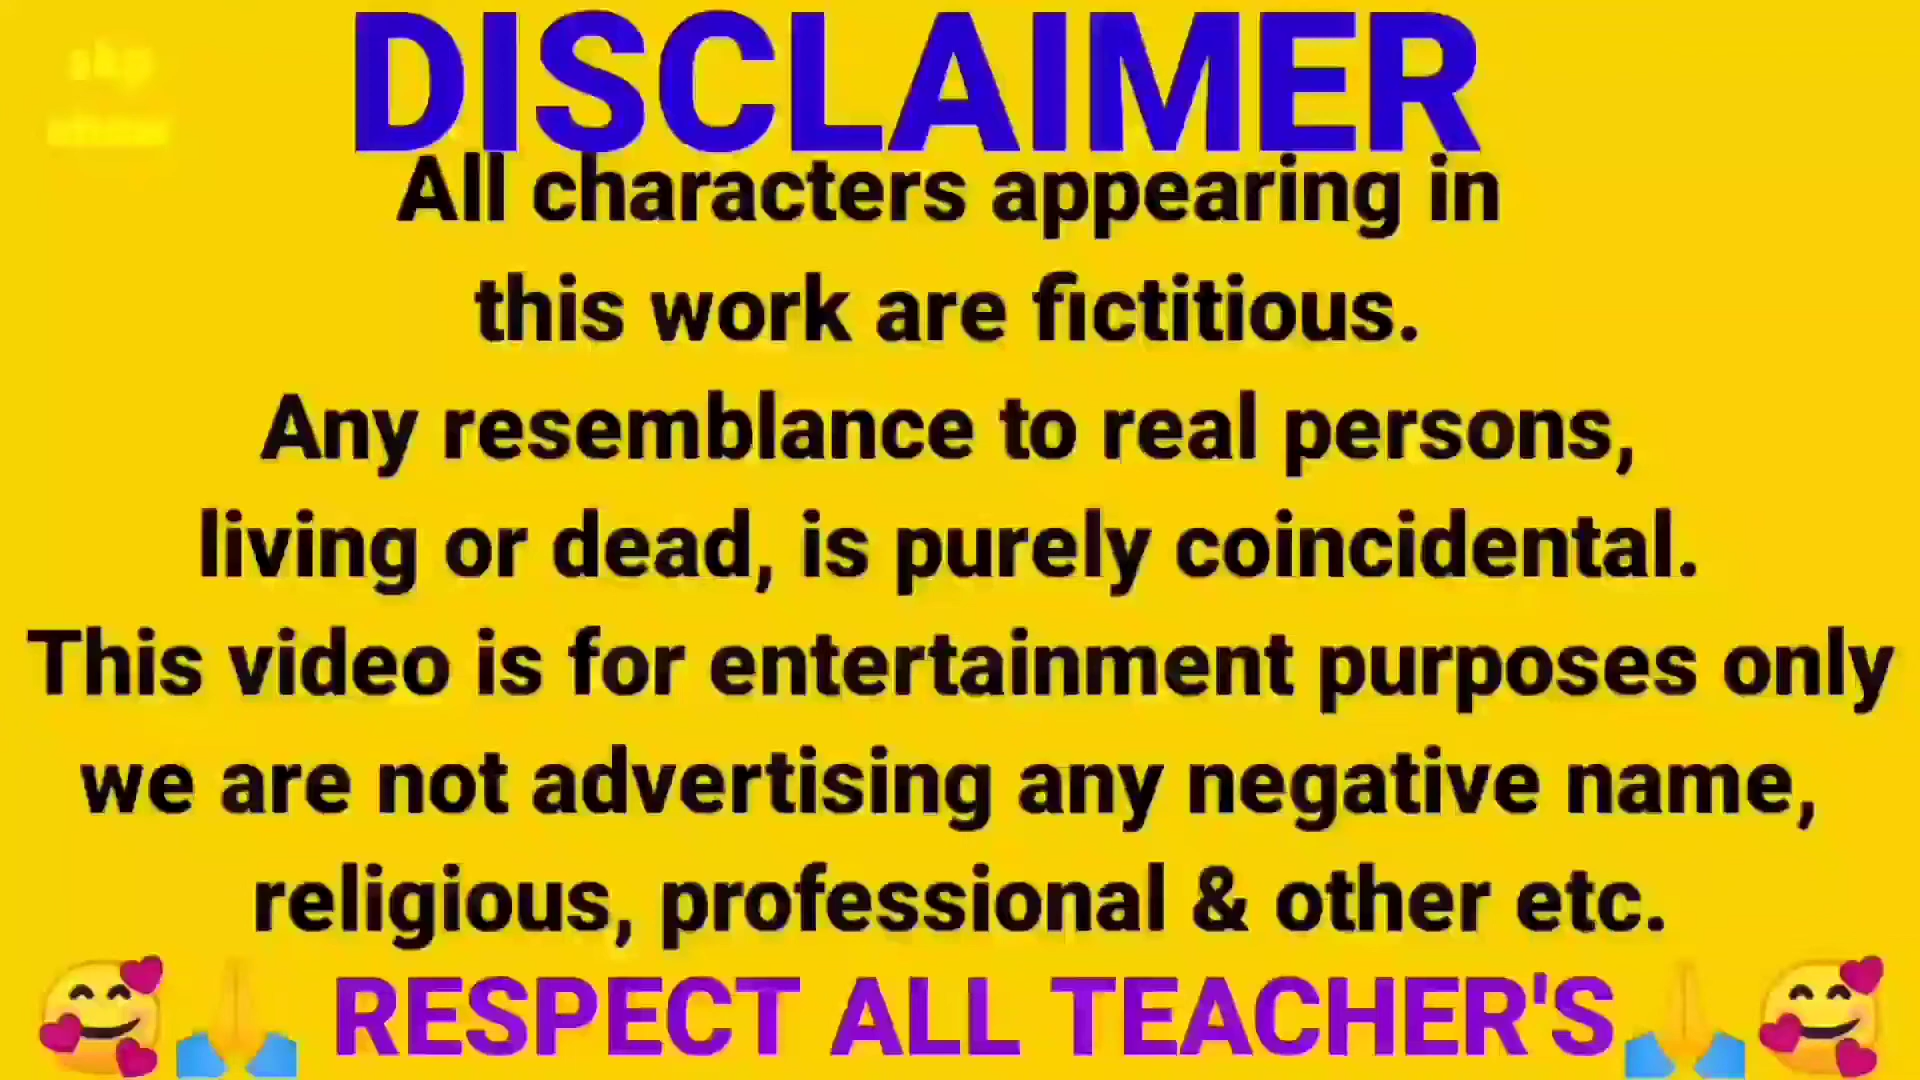 DISCLAIMER
All characters appearing in
this work are fictitious.
Any resemblance to real persons,
living or dead, is purely coincidental.
This video is for entertainment purposes only
we are not advertising any negative name,
religious, professional & other etc.
RESPECT ALL TEACHER'S